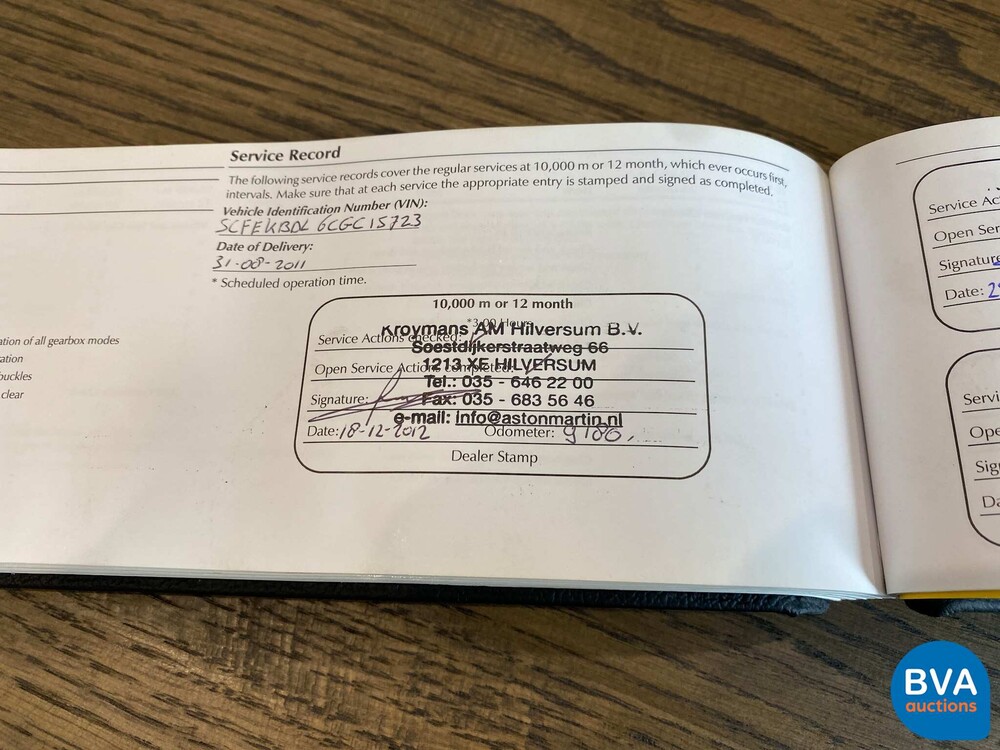 Service Record
The following service records cover the regular services at 10,000 m or 12 month, which ever occurs first,
intervals. Make sure that at each service the appropriate entry is stamped and signed as completed.
Vehicle Identification Number (VIN):
SCFEKBDL6CGC15723
Date of Delivery:
31-08-2011
* Scheduled operation time.
ation of all gearbox modes
ation
buckles
clear
10,000 m or 12 month
*3.00 Hours
Service Actions checked:
Kroymans AM Hilversum B.V.
Soestdijkerstraatweg 66
Open Service Actions completed:
1213 XE HILVERSUM
Tel.: 035 - 646 22 00
Signature:
Fax: 035 - 683 56 46
e-mail: info@astonmartin.nl
Date: 18-12-2012 Odometer: 9186
Dealer Stamp
Service Ac
Open Ser
Signature
Date: 2
Servi
Ope
Sig
Da
BVA
auctions